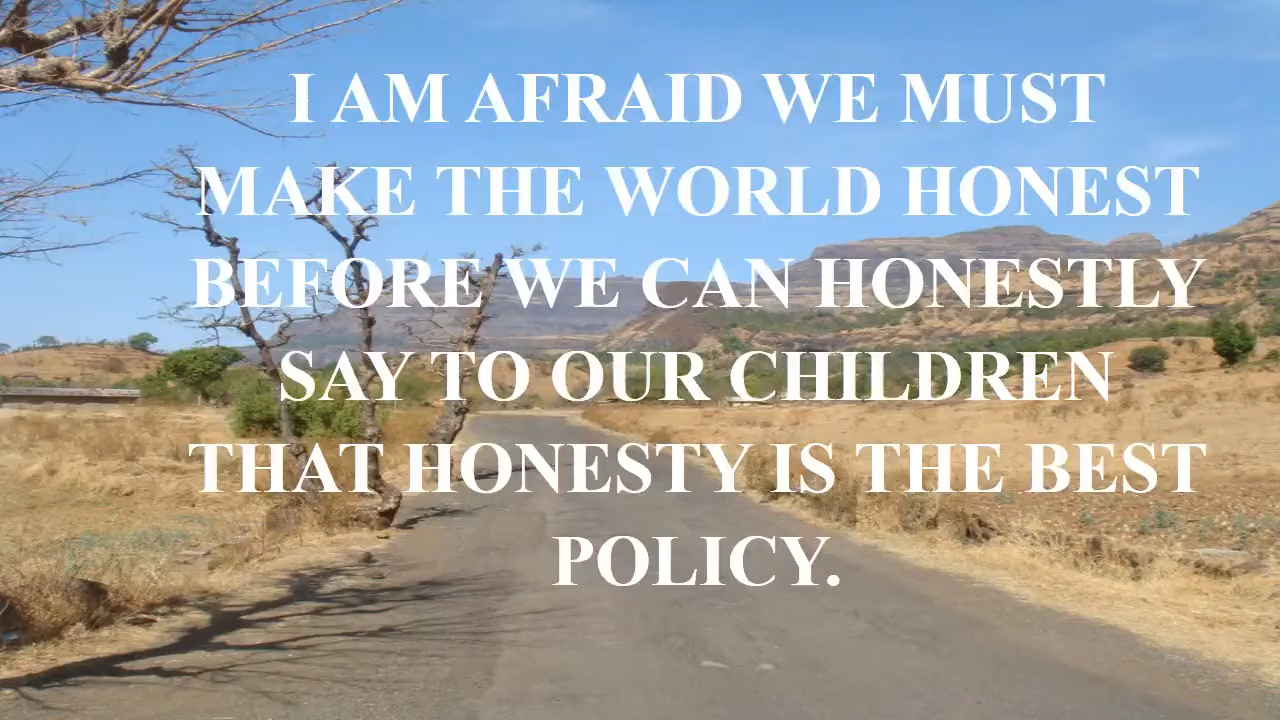 I AM AFRAID WE MUST
MAKE THE WORLD HONEST
BEFORE WE CAN HONESTLY
SAY TO OUR CHILDREN
THAT HONESTY IS THE BEST
POLICY.